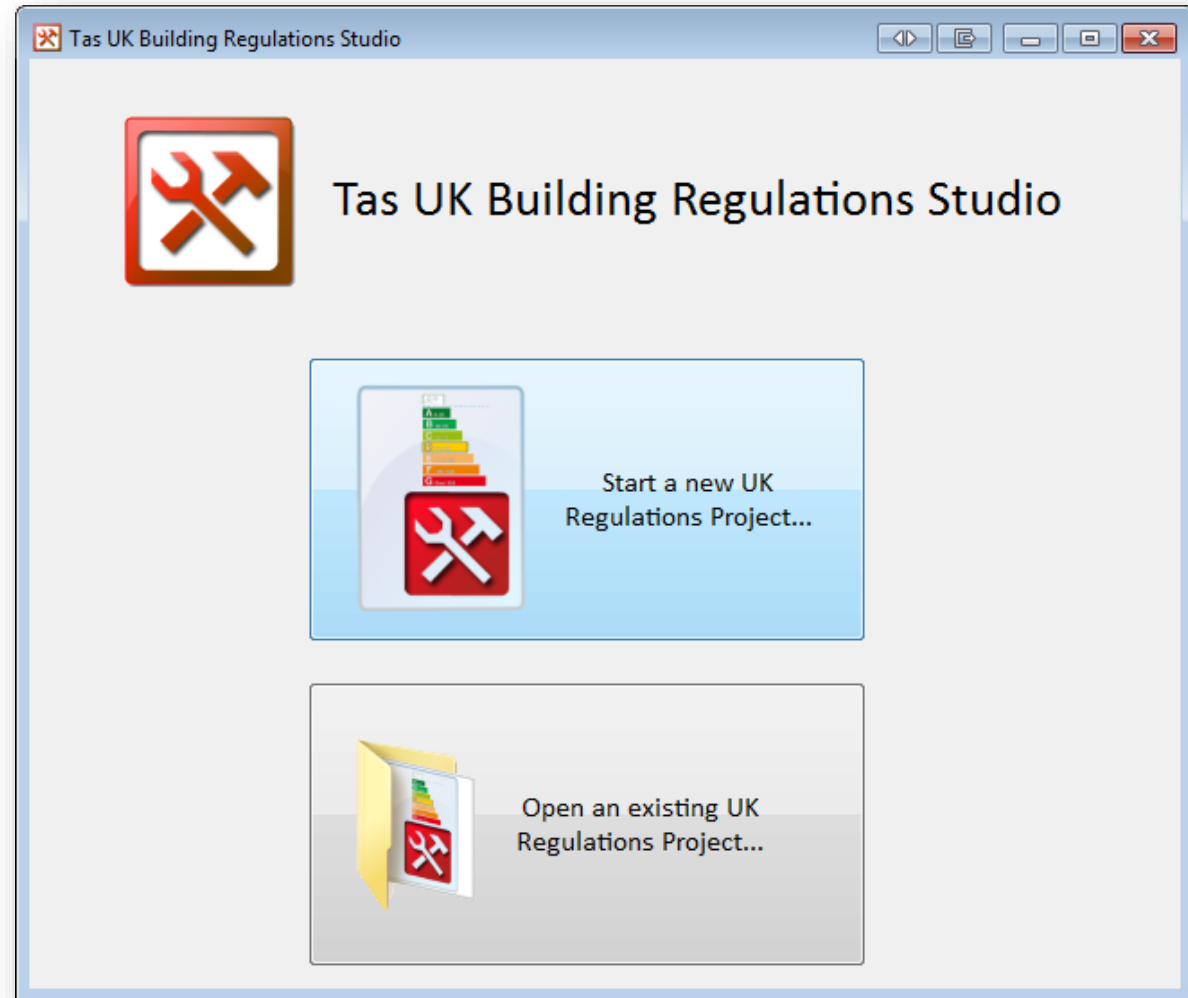 Tas UK Building Regulations Studio
Tas UK Building Regulations Studio
A
B
C
F
G
Start a new UK
Regulations Project...
Open an existing UK
Regulations Project...